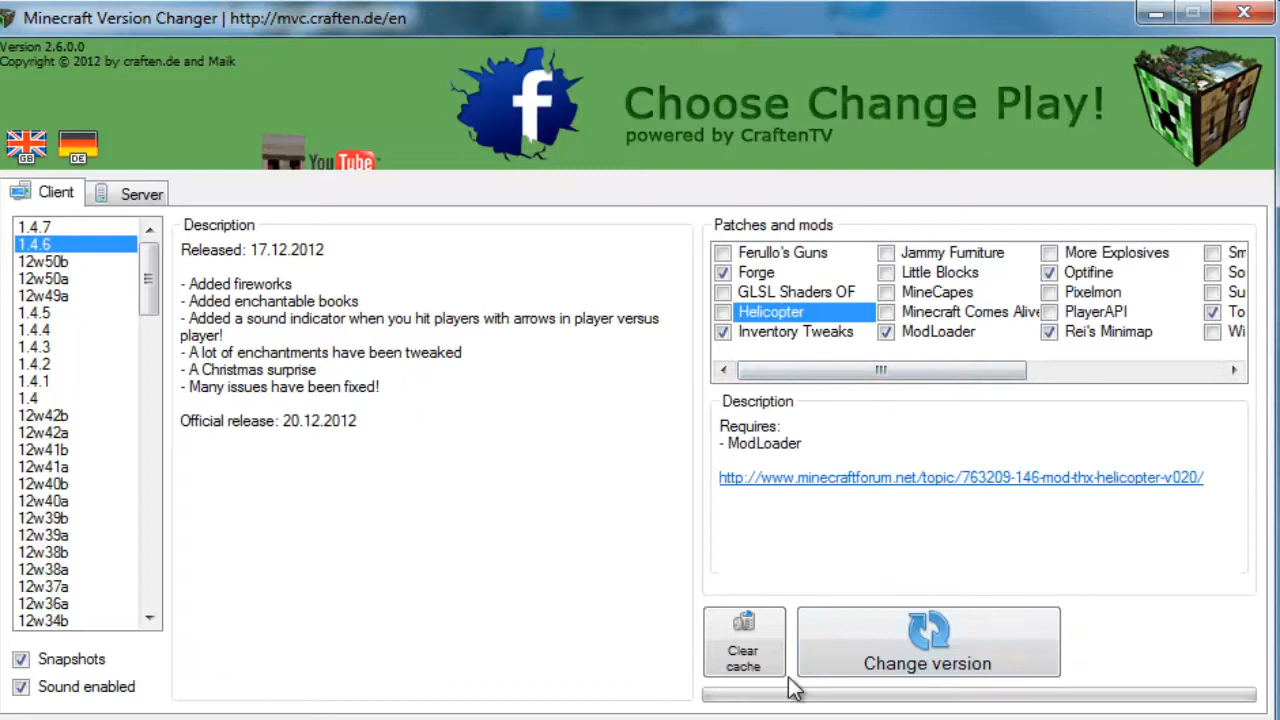 Minecraft Version Changer | http://mvc.craften.de/en
Version 2.6.0.0
Copyright © 2012 by craften.de and Maik
f
Choose Change Play!
powered by CraftenTV
GB
DE
YouTube
Client
Server
1.4.7
1.4.6
12w50b
12w50a
12w49a
1.4.5
1.4.4
1.4.3
1.4.2
1.4.1
1.4
12w42b
12w42a
12w41b
12w41a
12w40b
12w40a
12w39b
12w39a
12w38b
12w38a
12w37a
12w36a
12w34b
Snapshots
Sound enabled
Description
Released: 17.12.2012
- Added fireworks
- Added enchantable books
- Added a sound indicator when you hit players with arrows in player versus
player!
- A lot of enchantments have been tweaked
- A Christmas surprise
- Many issues have been fixed!
Official release: 20.12.2012
Patches and mods
Ferullo's Guns
Forge
GLSL Shaders OF
Helicopter
Inventory Tweaks
Jammy Furniture
Little Blocks
MineCapes
Minecraft Comes Alive
ModLoader
More Explosives
Optifine
Pixelmon
PlayerAPI
Rei's Minimap
Sm
So
Su
To
Wi
Description
Requires:
- ModLoader
http://www.minecraftforum.net/topic/763209-146-mod-thx-helicopter-v020/
Clear
cache
Change version